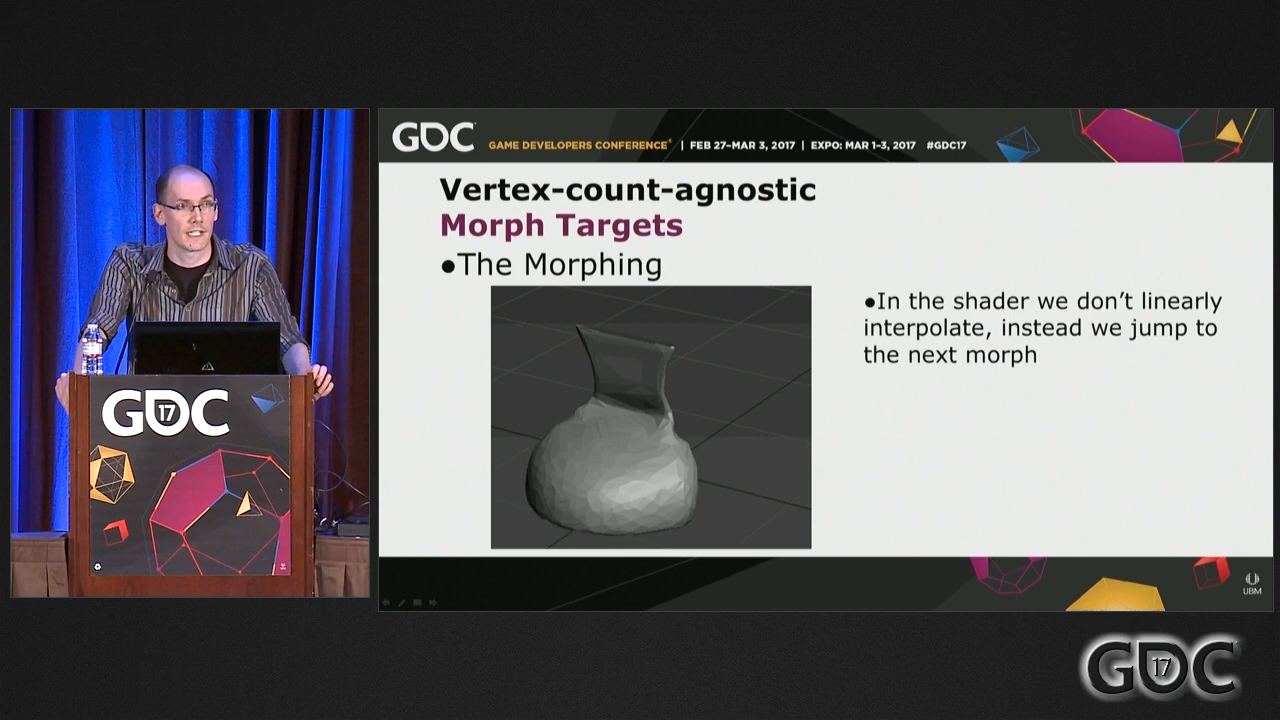 GDC
GAME DEVELOPERS CONFERENCE® | FEB 27–MAR 3, 2017 | EXPO: MAR 1–3, 2017 #GDC17
Vertex-count-agnostic
Morph Targets
●The Morphing
●In the shader we don’t linearly
interpolate, instead we jump to
the next morph
GDC
17
UBM
GDC
17